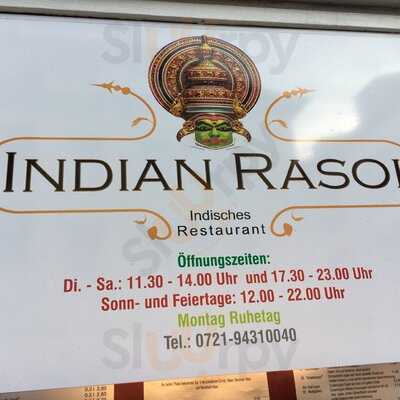 INDIAN RASOI
Indisches
Restaurant
Öffnungszeiten:
Di. - Sa.: 11.30 - 14.00 Uhr und 17.30 - 23.00 Uhr
Sonn- und Feiertage: 12.00 - 22.00 Uhr
Montag Ruhetag
Tel.: 0721-94310040